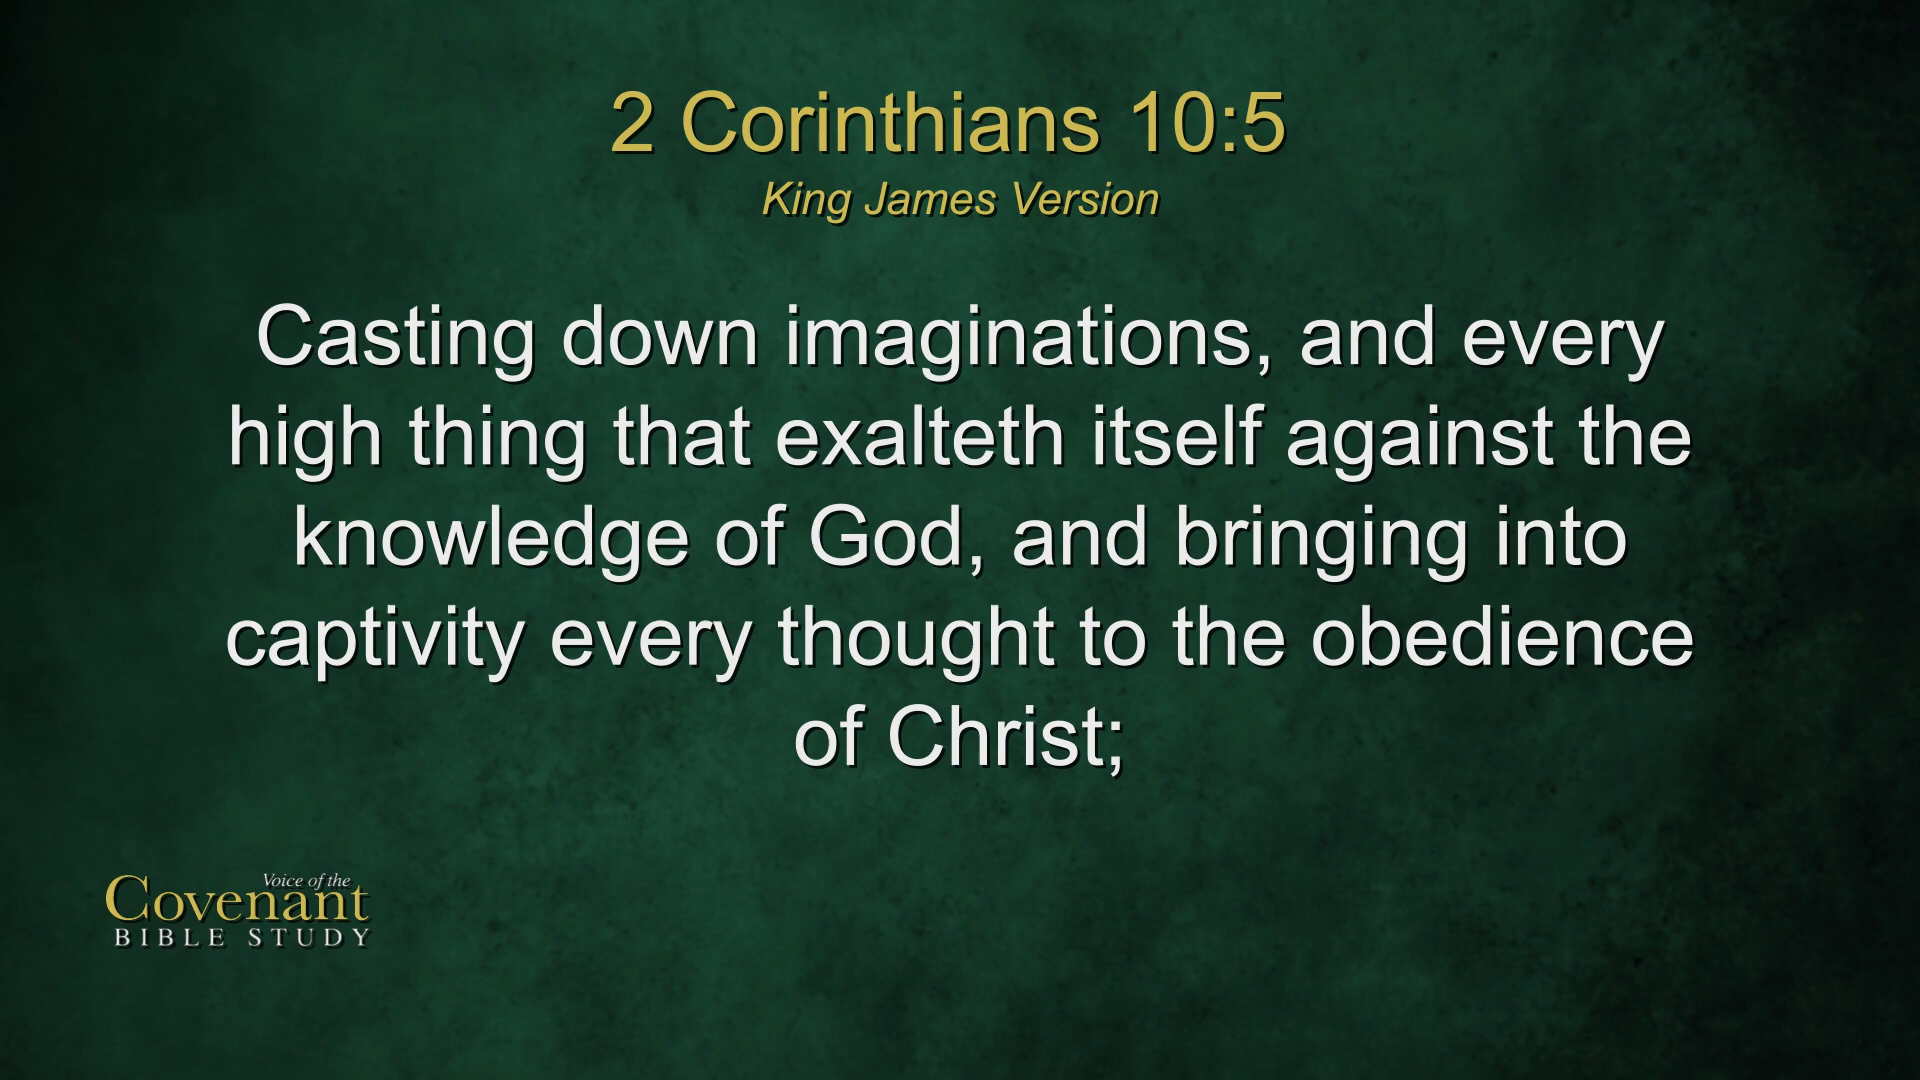 2 Corinthians 10:5
King James Version
Casting down imaginations, and every
high thing that exalteth itself against the
knowledge of God, and bringing into
captivity every thought to the obedience
of Christ;
Voice of the
Covenant
BIBLE STUDY